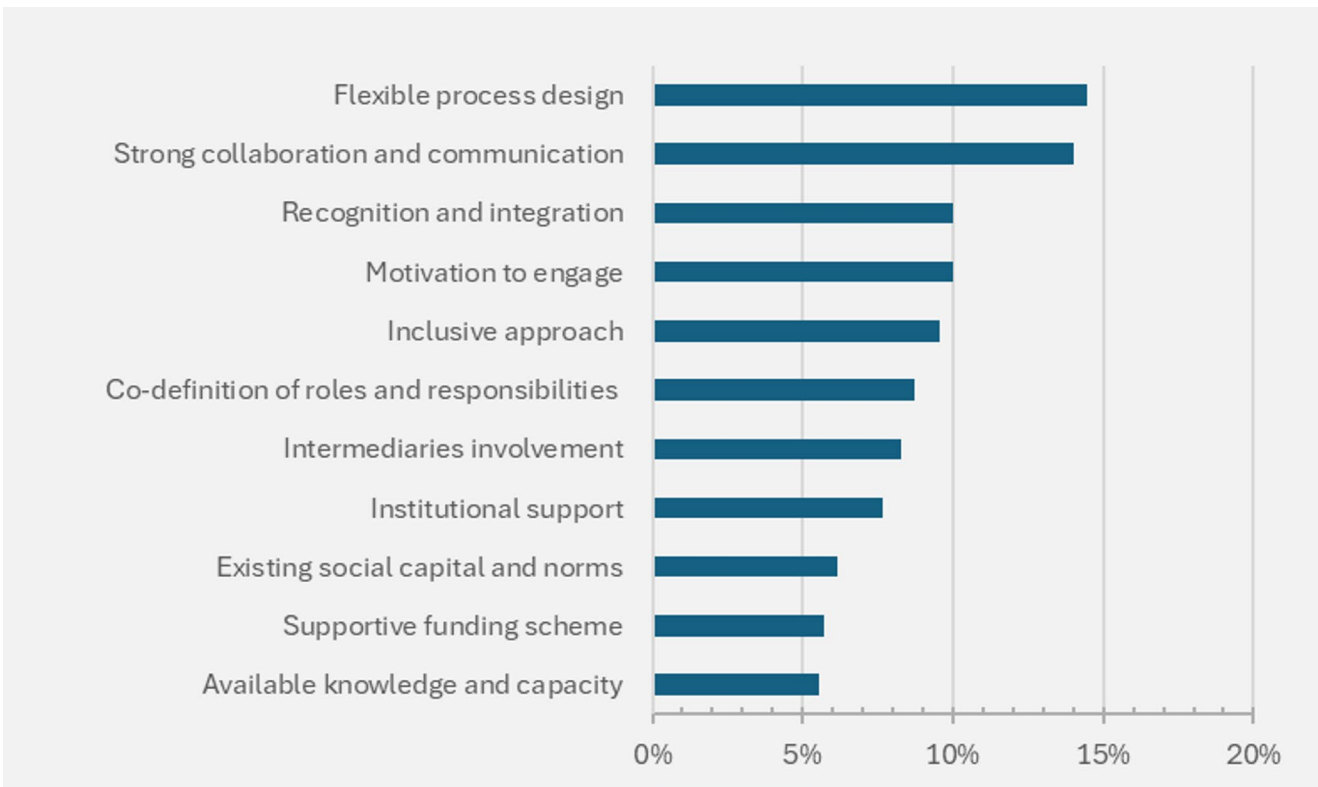 Flexible process design
Strong collaboration and communication
Recognition and integration
Motivation to engage
Inclusive approach
Co-definition of roles and responsibilities
Intermediaries involvement
Institutional support
Existing social capital and norms
Supportive funding scheme
Available knowledge and capacity
0% 5% 10% 15% 20%